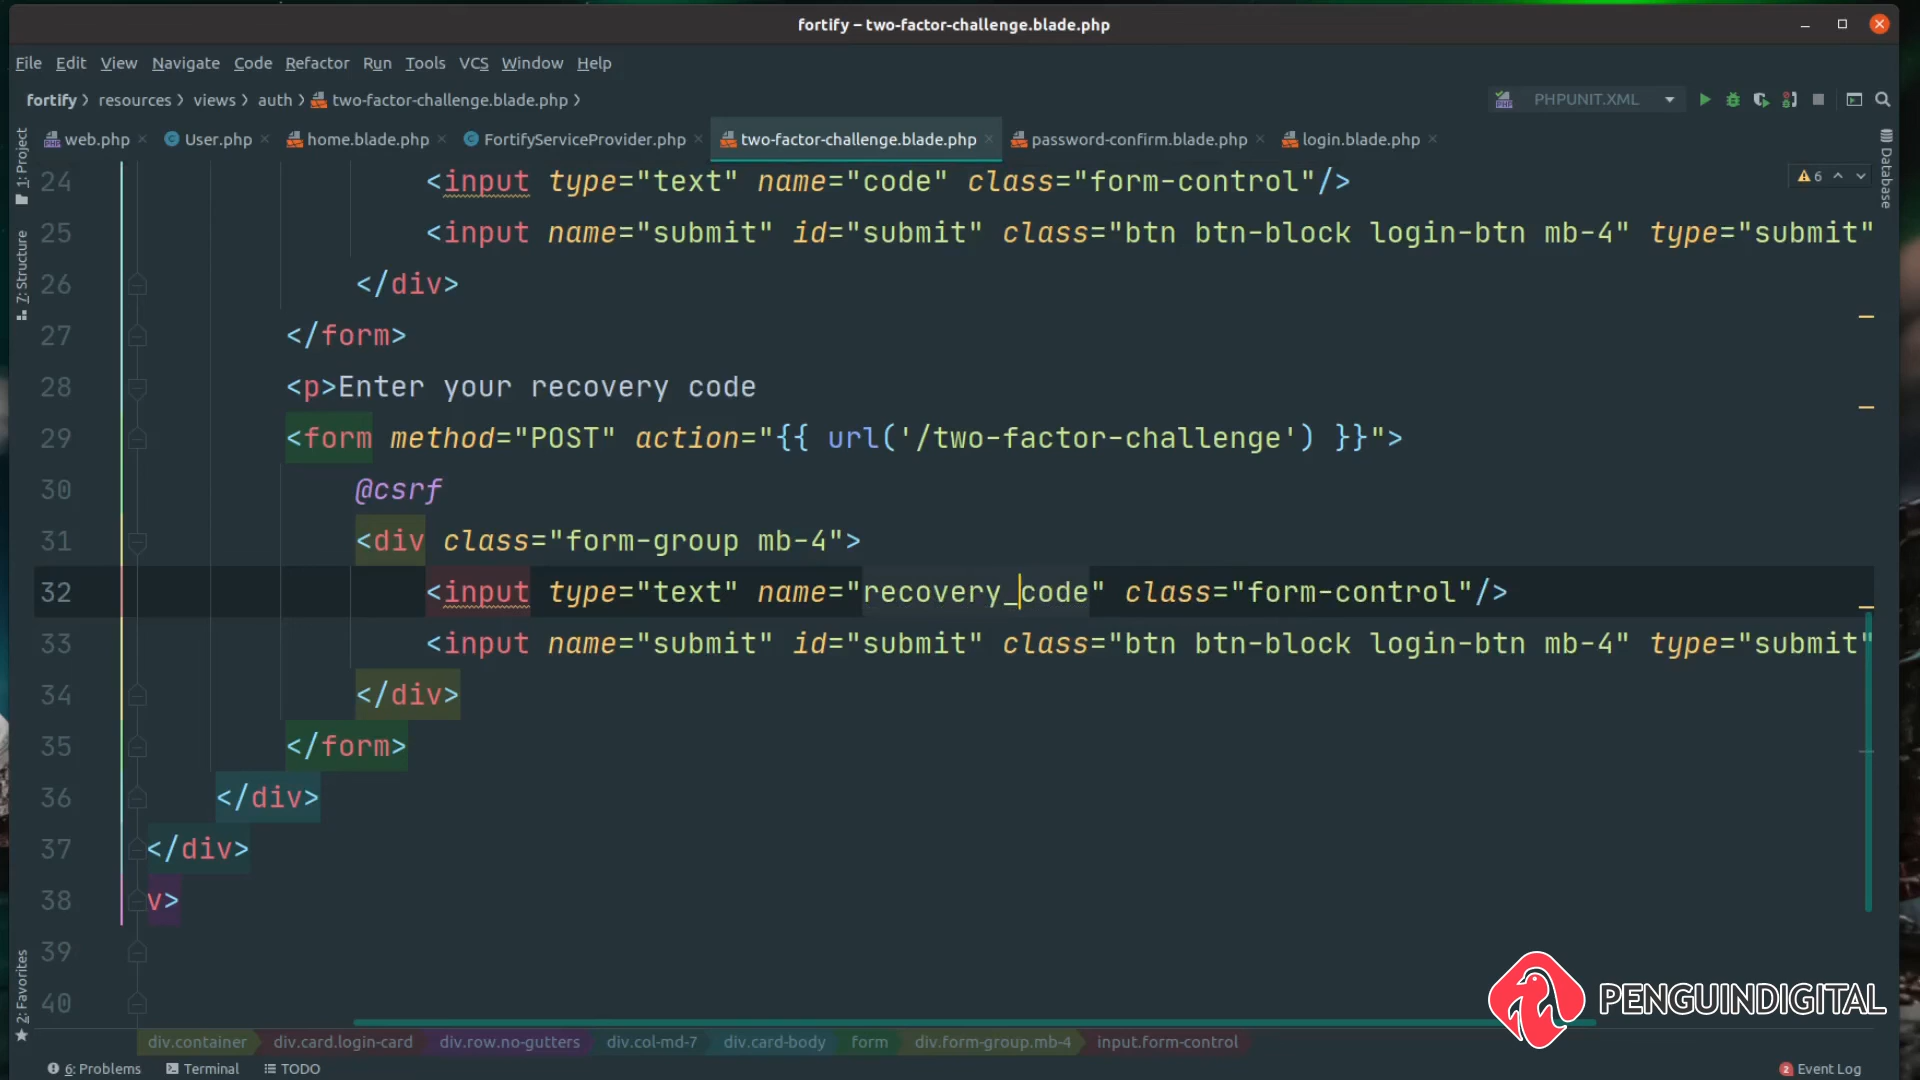 fortify – two-factor-challenge.blade.php
File Edit View Navigate Code Refactor Run Tools VCS Window Help
fortify resources views auth two-factor-challenge.blade.php
PHPUNIT.XML
web.php User.php home.blade.php FortifyServiceProvider.php two-factor-challenge.blade.php password-confirm.blade.php login.blade.php
1: Project
7: Structure
2: Favorites
Database
6
24 <input type="text" name="code" class="form-control"/>
25 <input name="submit" id="submit" class="btn btn-block login-btn mb-4" type="submit"
26 </div>
27 </form>
28 <p>Enter your recovery code
29 <form method="POST" action="{{ url('/two-factor-challenge') }}">
30 @csrf
31 <div class="form-group mb-4">
32 <input type="text" name="recovery_code" class="form-control"/>
33 <input name="submit" id="submit" class="btn btn-block login-btn mb-4" type="submit"
34 </div>
35 </form>
36 </div>
37 </div>
38 v>
39
40
PENGUINDIGITAL
div.container div.card.login-card div.row.no-gutters div.col-md-7 div.card-body form div.form-group.mb-4 input.form-control
6: Problems Terminal TODO 2 Event Log